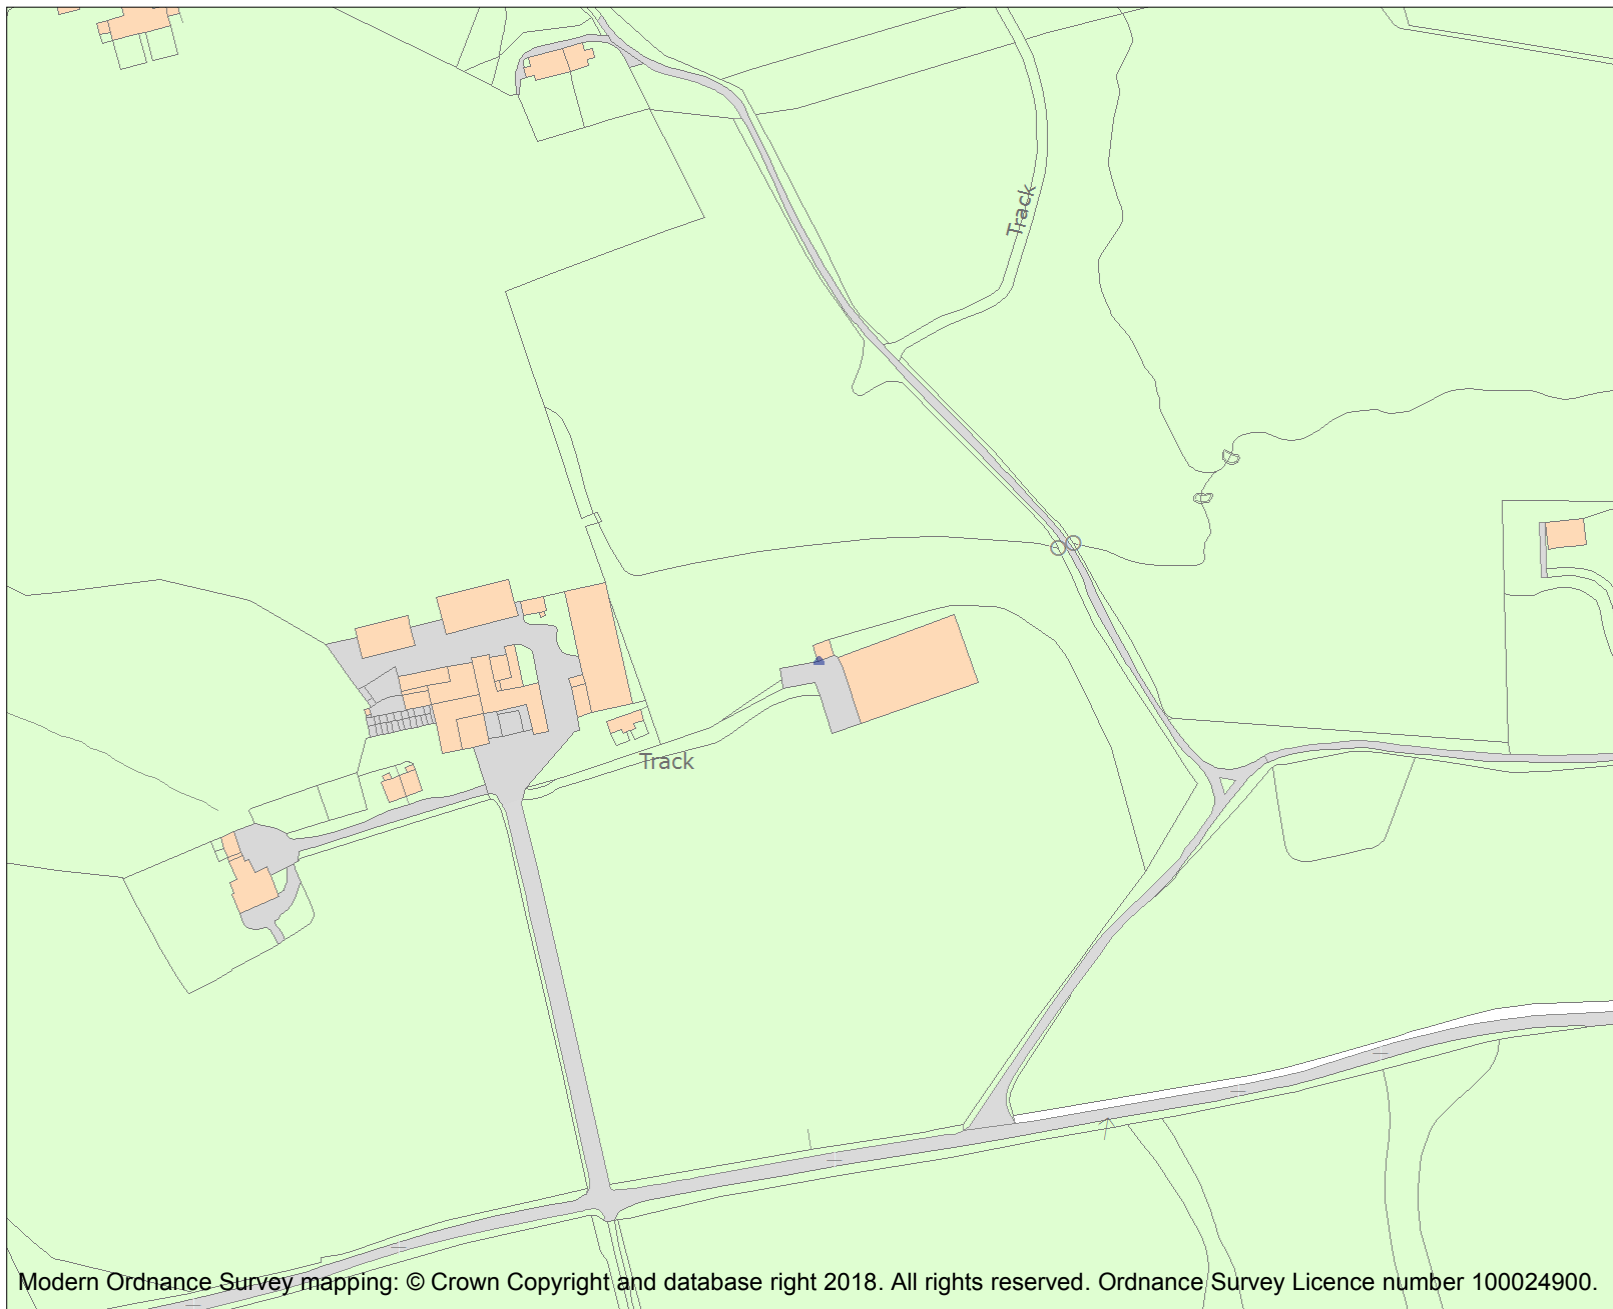 Track
Track
Modern Ordnance Survey mapping: © Crown Copyright and database right 2018. All rights reserved. Ordnance Survey Licence number 100024900.